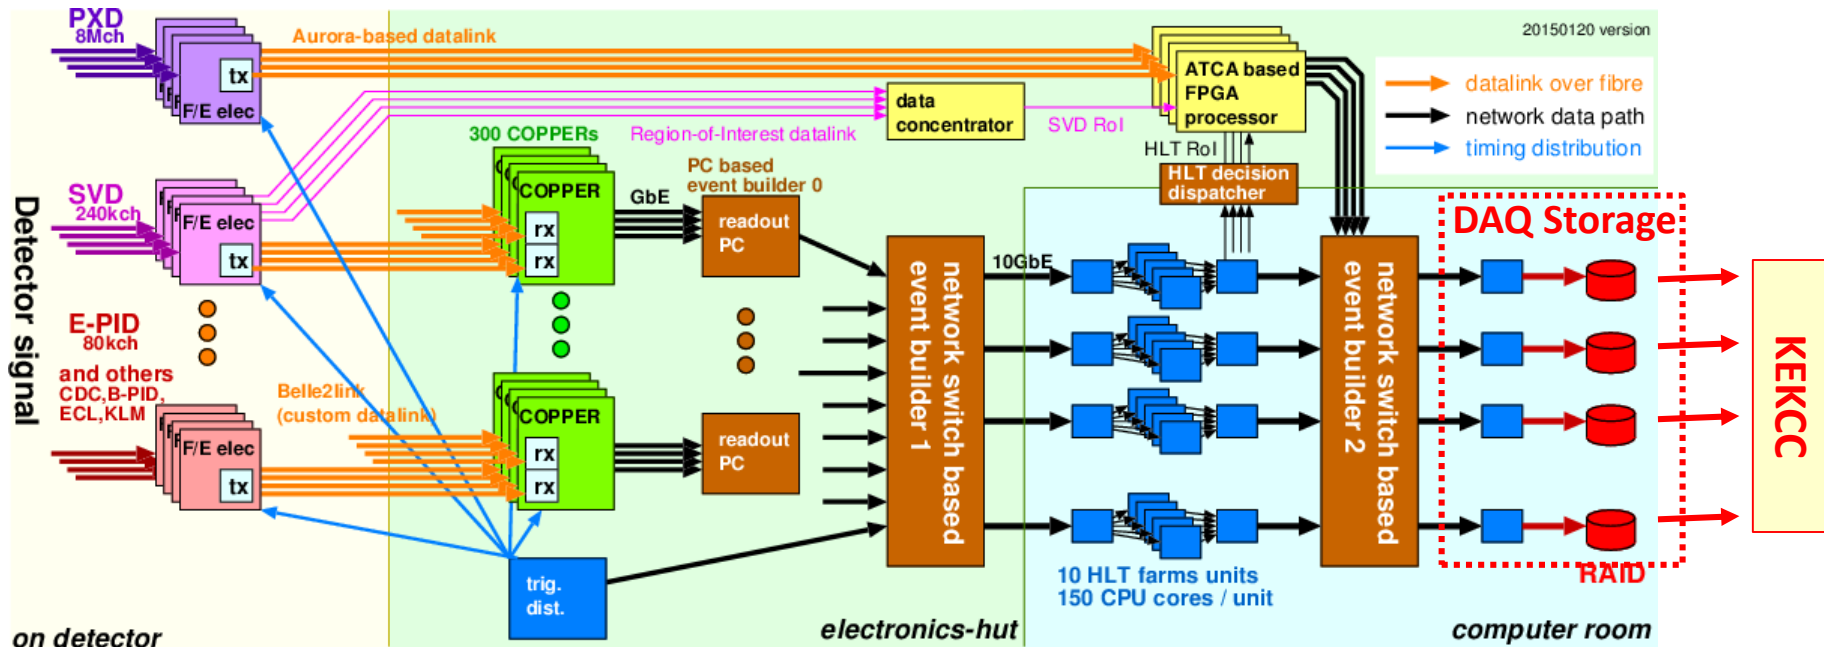 PXD
8Mch
tx
F/E elec
Aurora-based datalink
ATCA based
FPGA
processor
20150120 version
datalink over fibre
network data path
timing distribution
data
concentrator
SVD RoI
Region-of-Interest datalink
HLT RoI
HLT decision
dispatcher
300 COPPERs
COPPER
rx
rx
GbE
PC based
event builder 0
readout
PC
SVD
240kch
F/E elec
tx
Detector signal
E-PID
80kch
and others
CDC,B-PID,
ECL,KLM
F/E elec
tx
Belle2link
(custom datalink)
COPPER
rx
rx
readout
PC
network switch based
event builder 1
10GbE
network switch based
event builder 2
DAQ Storage
RAID
KEKCC
10 HLT farms units
150 CPU cores / unit
trig.
dist.
on detector
electronics-hut
computer room